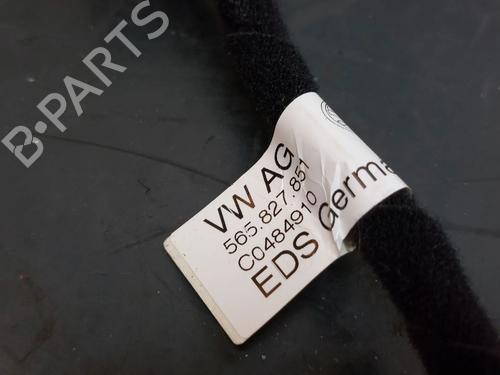 B-PARTS
VW AG
565.827.851
C0484910
EDS Germa